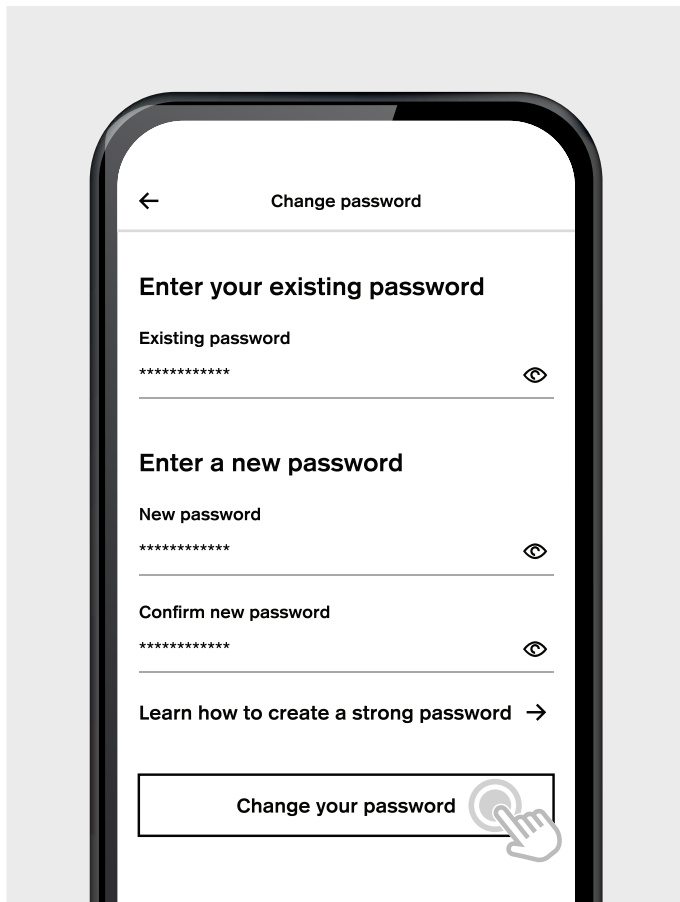 Change password
Enter your existing password
Existing password
************
Enter a new password
New password
************
Confirm new password
************
Learn how to create a strong password
Change your password